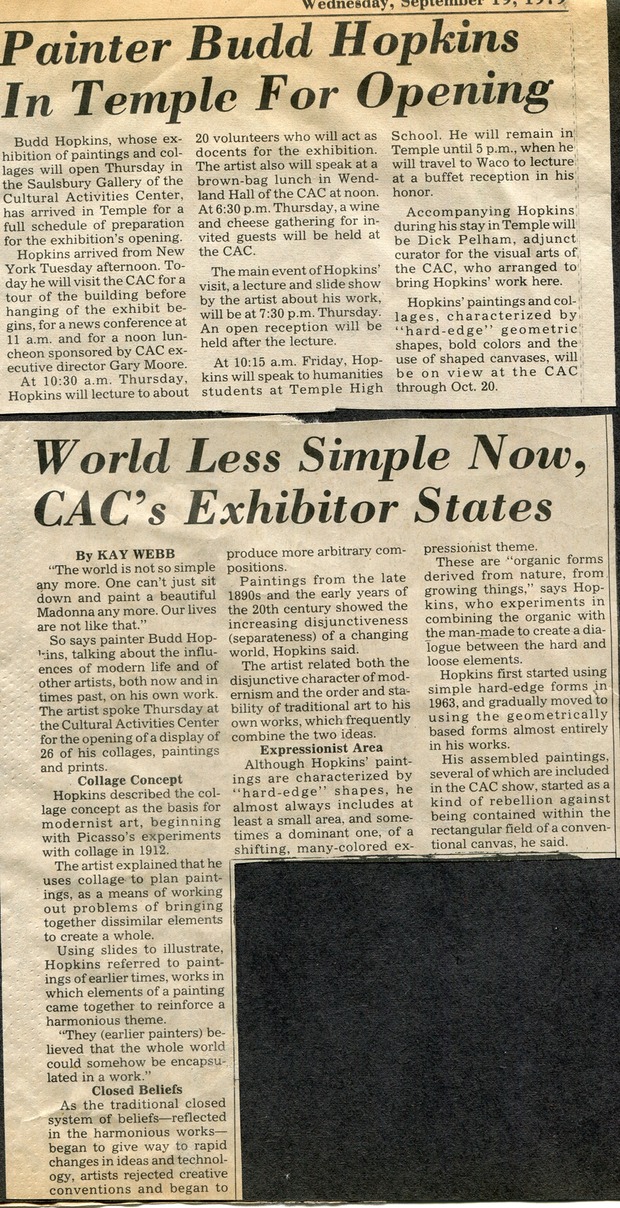 Wednesday, September 19, 1979
Painter Budd Hopkins
In Temple For Opening
Budd Hopkins, whose ex-
hibition of paintings and col-
lages will open Thursday in
the Saulsbury Gallery of the
Cultural Activities Center,
has arrived in Temple for a
full schedule of preparation
for the exhibition's opening.
Hopkins arrived from New
York Tuesday afternoon. To-
day he will visit the CAC for a
tour of the building before
hanging of the exhibit be-
gins, for a news conference at
11 a.m. and for a noon lun-
cheon sponsored by CAC ex-
ecutive director Gary Moore.
At 10:30 a.m. Thursday,
Hopkins will lecture to about
20 volunteers who will act as
docents for the exhibition.
The artist also will speak at a
brown-bag lunch in Wend-
land Hall of the CAC at noon.
At 6:30 p.m. Thursday, a wine
and cheese gathering for in-
vited guests will be held at
the CAC.
The main event of Hopkins'
visit, a lecture and slide show
by the artist about his work,
will be at 7:30 p.m. Thursday.
An open reception will be
held after the lecture.
At 10:15 a.m. Friday, Hop-
kins will speak to humanities
students at Temple High
School. He will remain in
Temple until 5 p.m., when he
will travel to Waco to lecture
at a buffet reception in his
honor.
Accompanying Hopkins
during his stay in Temple will
be Dick Pelham, adjunct
curator for the visual arts of
the CAC, who arranged to
bring Hopkins' work here.
Hopkins' paintings and col-
lages, characterized by
"hard-edge" geometric
shapes, bold colors and the
use of shaped canvases, will
be on view at the CAC
through Oct. 20.
World Less Simple Now,
CAC's Exhibitor States
By KAY WEBB
"The world is not so simple
any more. One can't just sit
down and paint a beautiful
Madonna any more. Our lives
are not like that."
So says painter Budd Hop-
kins, talking about the influ-
ences of modern life and of
other artists, both now and in
times past, on his own work.
The artist spoke Thursday at
the Cultural Activities Center
for the opening of a display of
26 of his collages, paintings
and prints.
Collage Concept
Hopkins described the col-
lage concept as the basis for
modernist art, beginning
with Picasso's experiments
with collage in 1912.
The artist explained that he
uses collage to plan paint-
ings, as a means of working
out problems of bringing
together dissimilar elements
to create a whole.
Using slides to illustrate,
Hopkins referred to paint-
ings of earlier times, works in
which elements of a painting
came together to reinforce a
harmonious theme.
"They (earlier painters) be-
lieved that the whole world
could somehow be encapsu-
lated in a work."
Closed Beliefs
As the traditional closed
system of beliefs—reflected
in the harmonious works—
began to give way to rapid
changes in ideas and technol-
ogy, artists rejected creative
conventions and began to
produce more arbitrary com-
positions.
Paintings from the late
1890s and the early years of
the 20th century showed the
increasing disjunctiveness
(separateness) of a changing
world, Hopkins said.
The artist related both the
disjunctive character of mod-
ernism and the order and sta-
bility of traditional art to his
own works, which frequently
combine the two ideas.
Expressionist Area
Although Hopkins' paint-
ings are characterized by
"hard-edge" shapes, he
almost always includes at
least a small area, and some-
times a dominant one, of a
shifting, many-colored ex-
pressionist theme.
These are "organic forms
derived from nature, from
growing things," says Hop-
kins, who experiments in
combining the organic with
the man-made to create a dia-
logue between the hard and
loose elements.
Hopkins first started using
simple hard-edge forms in
1963, and gradually moved to
using the geometrically
based forms almost entirely
in his works.
His assembled paintings,
several of which are included
in the CAC show, started as a
kind of rebellion against
being contained within the
rectangular field of a conven-
tional canvas, he said.